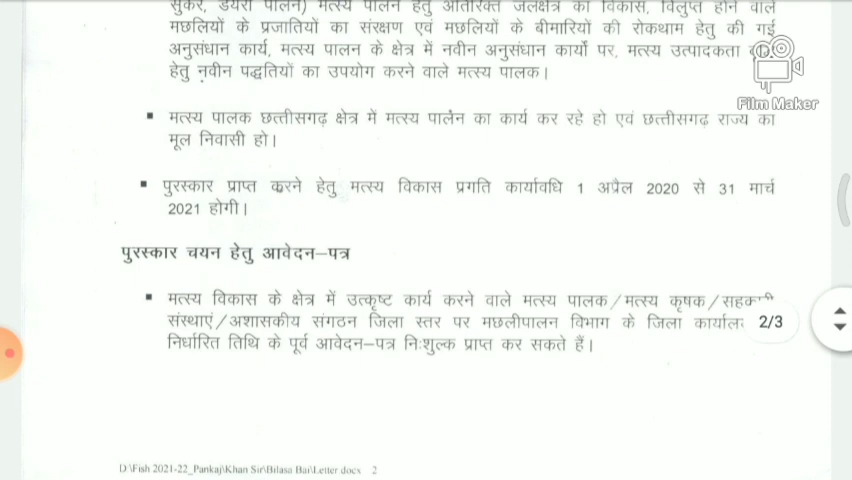 सुकर, डेयरी पालन) मत्स्य पालन हेतु अतिरिक्त जलक्षेत्र का विकास, विलुप्त होने वाले
मछलियों के प्रजातियों का संरक्षण एवं मछलियों के बीमारियों की रोकथाम हेतु की गई
अनुसंधान कार्य, मत्स्य पालन के क्षेत्र में नवीन अनुसंधान कार्यो पर, मत्स्य उत्पादकता
हेतु नवीन पद्धतियों का उपयोग करने वाले मत्स्य पालक।
Film Maker
▪ मत्स्य पालक छत्तीसगढ़ क्षेत्र में मत्स्य पालन का कार्य कर रहे हो एवं छत्तीसगढ़ राज्य का
मूल निवासी हो।
▪ पुरस्कार प्राप्त करने हेतु मत्स्य विकास प्रगति कार्यावधि 1 अप्रैल 2020 से 31 मार्च
2021 होगी।
पुरस्कार चयन हेतु आवेदन–पत्र
▪ मत्स्य विकास के क्षेत्र में उत्कृष्ट कार्य करने वाले मत्स्य पालक/मत्स्य कृषक/सहकारी
संस्थाएं/अशासकीय संगठन जिला स्तर पर मछलीपालन विभाग के जिला
2/3
निर्धारित तिथि के पूर्व आवेदन–पत्र निःशुल्क प्राप्त कर सकते हैं।
D:\Fish 2021-22_Pankaj\Khan Sir\Bilasa Bai\Letter.docx 2